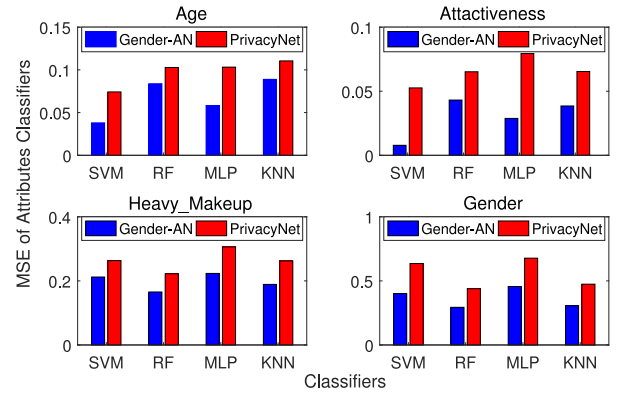 Age
Gender-AN PrivacyNet
0.15
0.1
0.05
0
SVM RF MLP KNN
Attactiveness
Gender-AN PrivacyNet
0.1
0.05
0
SVM RF MLP KNN
MSE of Attributes Classifiers
Heavy_Makeup
Gender-AN PrivacyNet
0.4
0.2
0
SVM RF MLP KNN
Gender
Gender-AN PrivacyNet
1
0.5
0
SVM RF MLP KNN
Classifiers